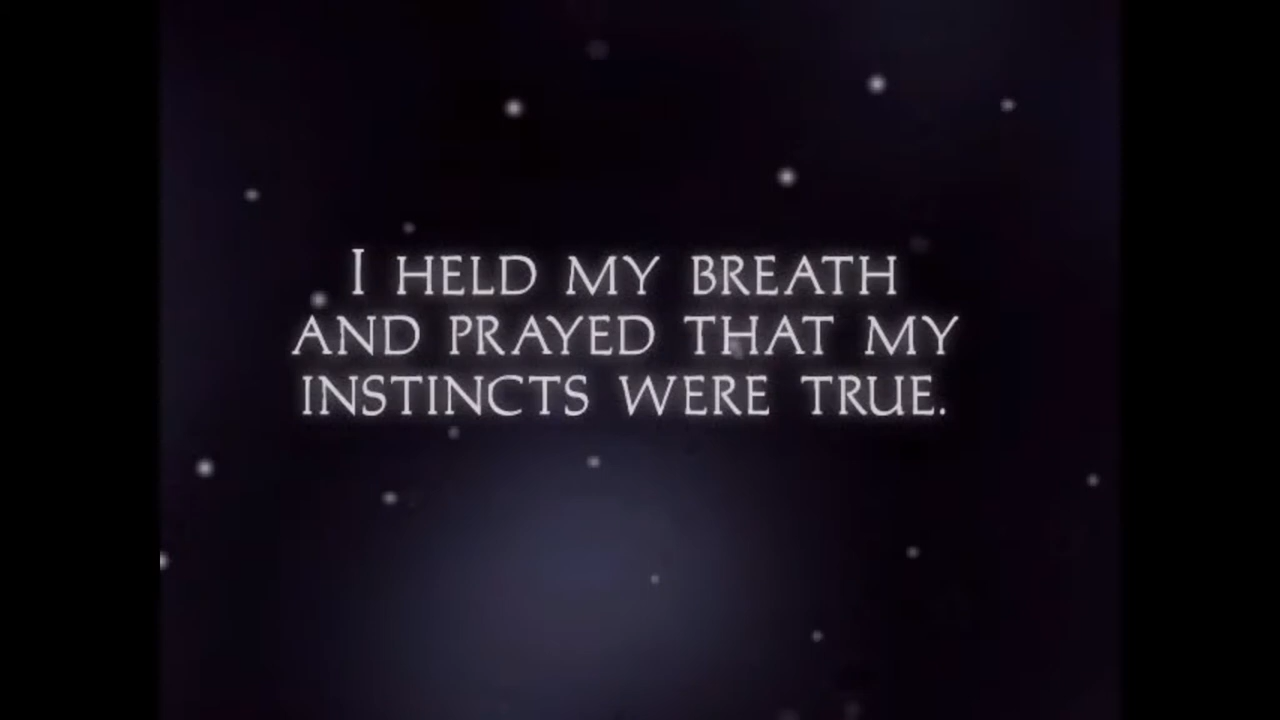 I HELD MY BREATH
AND PRAYED THAT MY
INSTINCTS WERE TRUE.